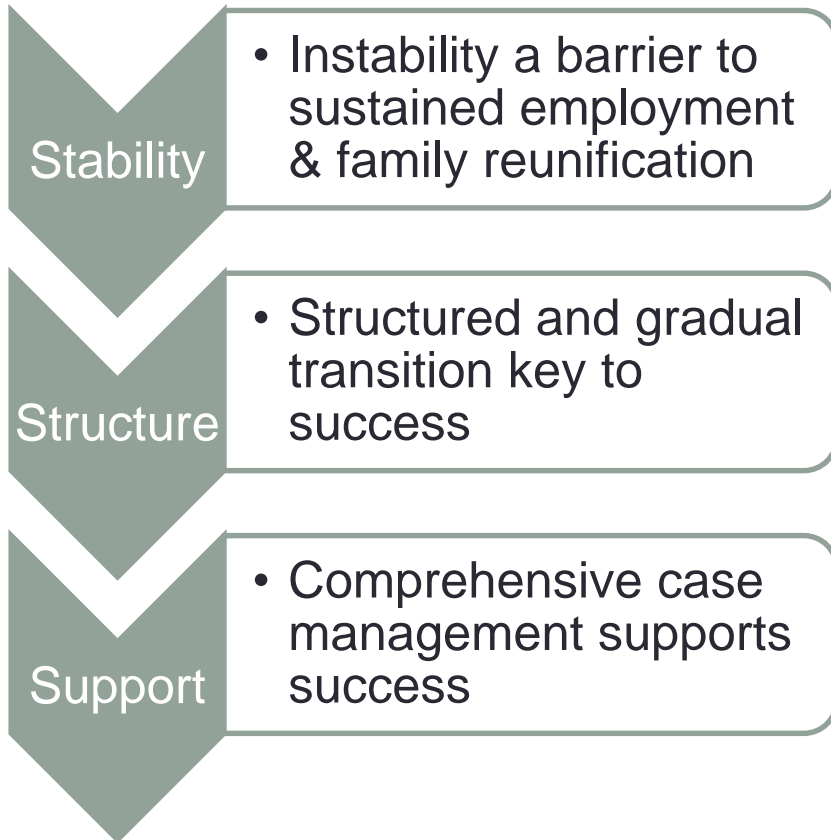 Stability
• Instability a barrier to
sustained employment
& family reunification
Structure
• Structured and gradual
transition key to
success
Support
• Comprehensive case
management supports
success